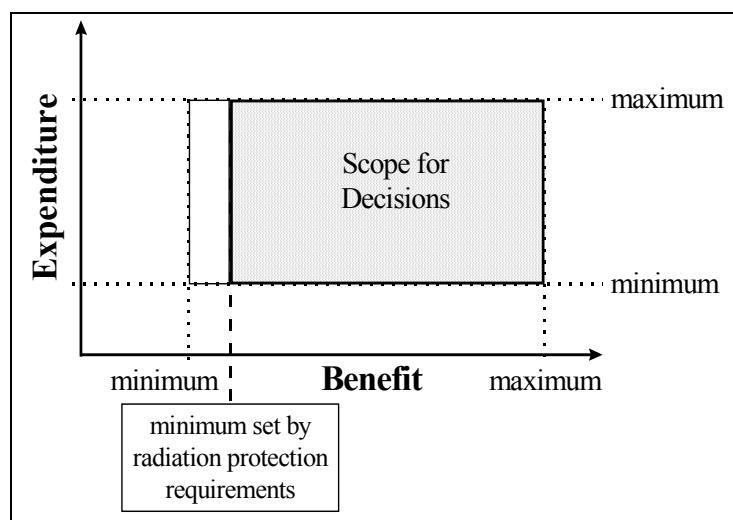 Expenditure
maximum
Scope for
Decisions
minimum
minimum
Benefit
maximum
minimum set by
radiation protection
requirements